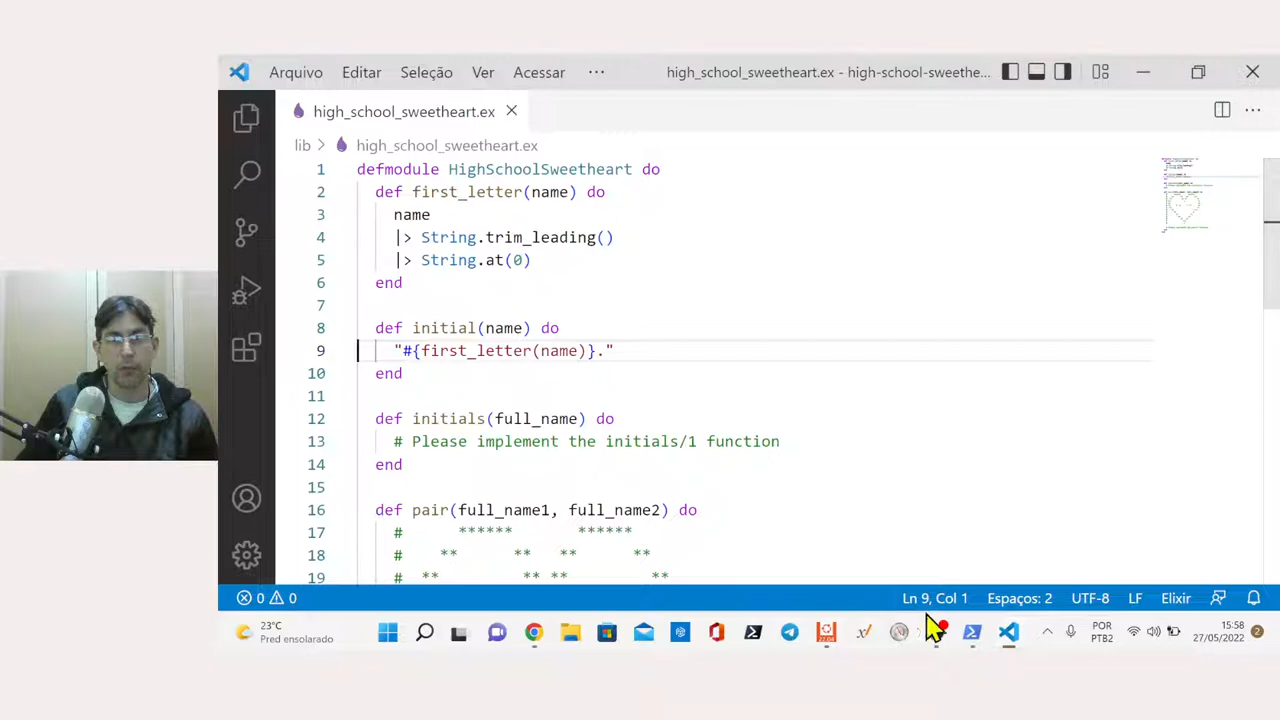 Arquivo Editar Seleção Ver Acessar ··· high_school_sweetheart.ex - high-school-sweethe...
high_school_sweetheart.ex
lib > high_school_sweetheart.ex
1 defmodule HighSchoolSweetheart do
2 def first_letter(name) do
3 name
4 |> String.trim_leading()
5 |> String.at(0)
6 end
7
8 def initial(name) do
9 "#{first_letter(name)}."
10 end
11
12 def initials(full_name) do
13 # Please implement the initials/1 function
14 end
15
16 def pair(full_name1, full_name2) do
17 #       ******       ******
18 #     **      **   **      **
19 #   **         ** **         **
0 0 Ln 9, Col 1 Espaços: 2 UTF-8 LF Elixir
23°C
Pred ensolarado
22.04
POR
PTB2
15:58
27/05/2022
2